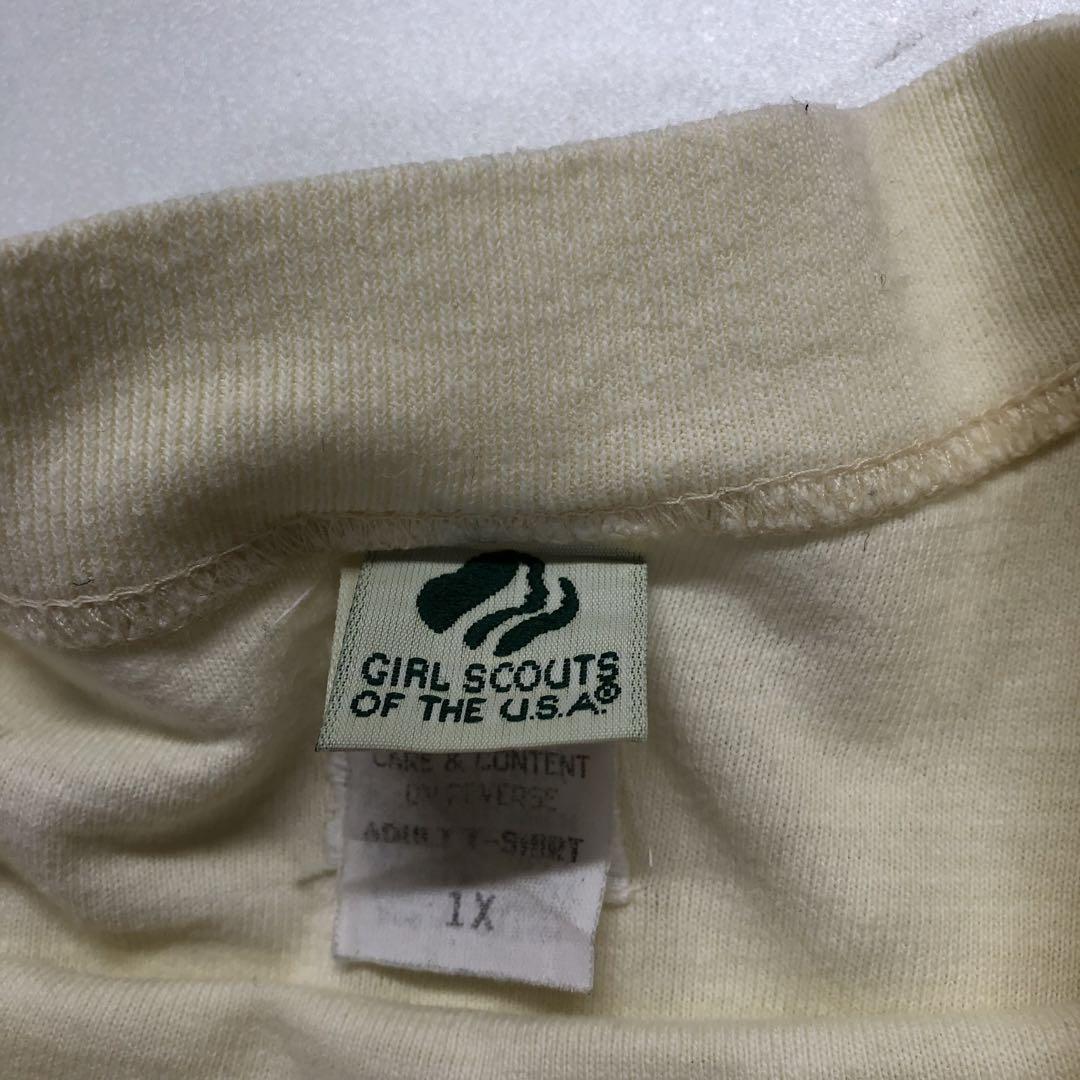 GIRL SCOUTS
OF THE U.S.A.®
CARE & CONTENT
ON REVERSE
ADULT T-SHIRT
1X